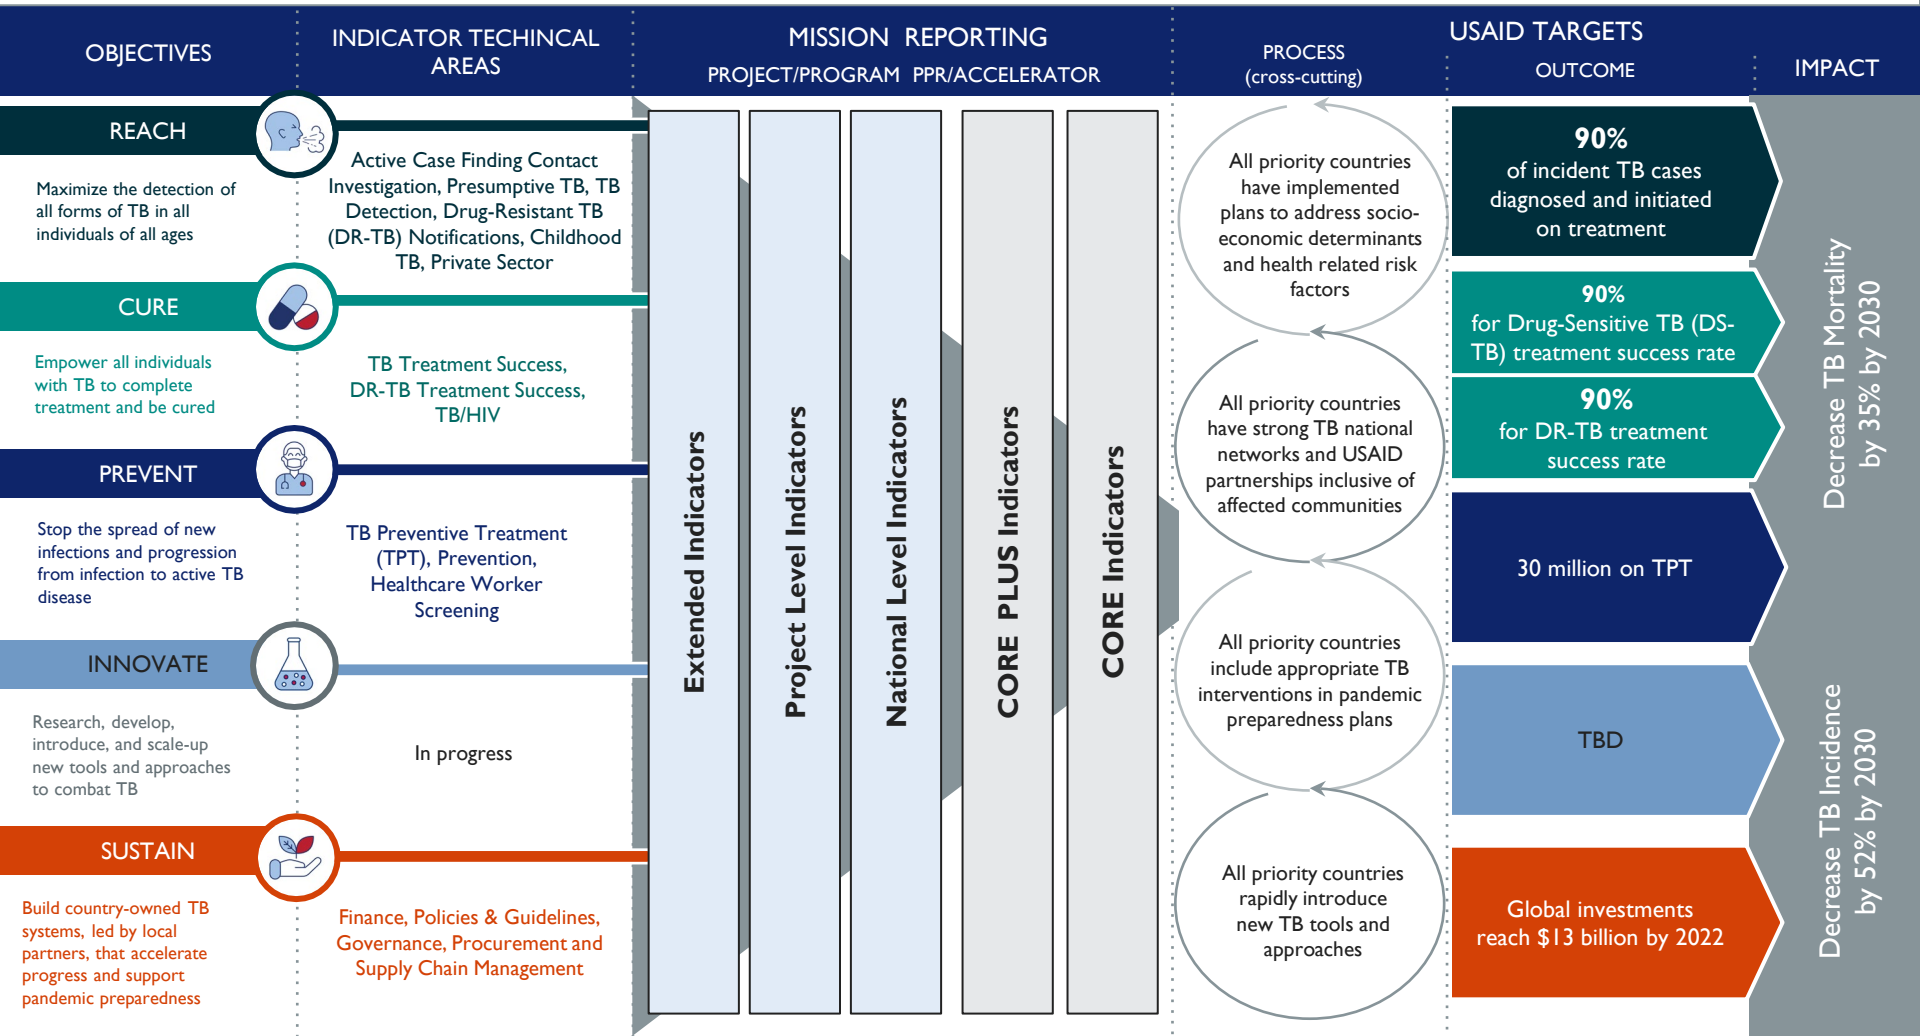 OBJECTIVES
INDICATOR TECHINCAL
AREAS
MISSION REPORTING
PROJECT/PROGRAM PPR/ACCELERATOR
USAID TARGETS
PROCESS
(cross-cutting)
OUTCOME
IMPACT
REACH
Maximize the detection of
all forms of TB in all
individuals of all ages
Active Case Finding Contact
Investigation, Presumptive TB, TB
Detection, Drug-Resistant TB
(DR-TB) Notifications, Childhood
TB, Private Sector
CURE
Empower all individuals
with TB to complete
treatment and be cured
TB Treatment Success,
DR-TB Treatment Success,
TB/HIV
PREVENT
Stop the spread of new
infections and progression
from infection to active TB
disease
TB Preventive Treatment
(TPT), Prevention,
Healthcare Worker
Screening
INNOVATE
Research, develop,
introduce, and scale-up
new tools and approaches
to combat TB
In progress
SUSTAIN
Build country-owned TB
systems, led by local
partners, that accelerate
progress and support
pandemic preparedness
Finance, Policies & Guidelines,
Governance, Procurement and
Supply Chain Management
Extended Indicators
Project Level Indicators
National Level Indicators
CORE PLUS Indicators
CORE Indicators
All priority countries
have implemented
plans to address socio-
economic determinants
and health related risk
factors
All priority countries
have strong TB national
networks and USAID
partnerships inclusive of
affected communities
All priority countries
include appropriate TB
interventions in pandemic
preparedness plans
All priority countries
rapidly introduce
new TB tools and
approaches
90%
of incident TB cases
diagnosed and initiated
on treatment
90%
for Drug-Sensitive TB (DS-
TB) treatment success rate
90%
for DR-TB treatment
success rate
30 million on TPT
TBD
Global investments
reach $13 billion by 2022
Decrease TB Mortality
by 35% by 2030
Decrease TB Incidence
by 52% by 2030